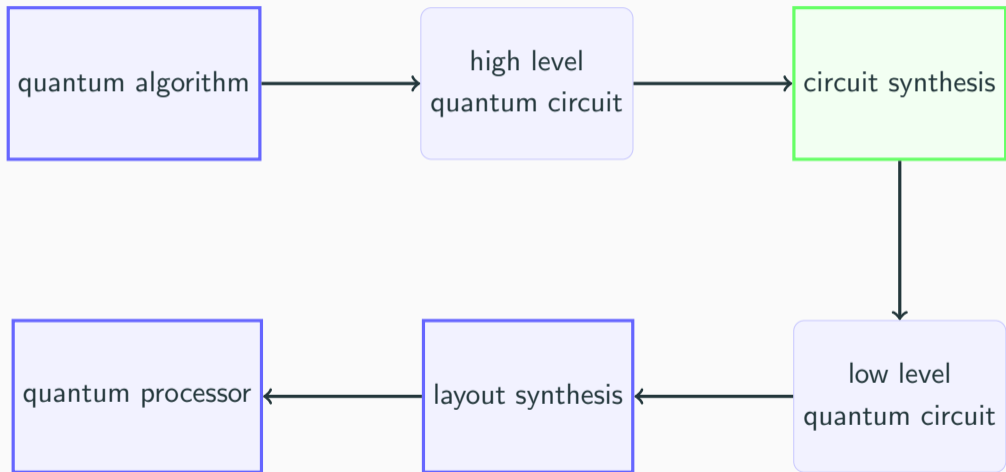 quantum algorithm
high level
quantum circuit
circuit synthesis
quantum processor
layout synthesis
low level
quantum circuit